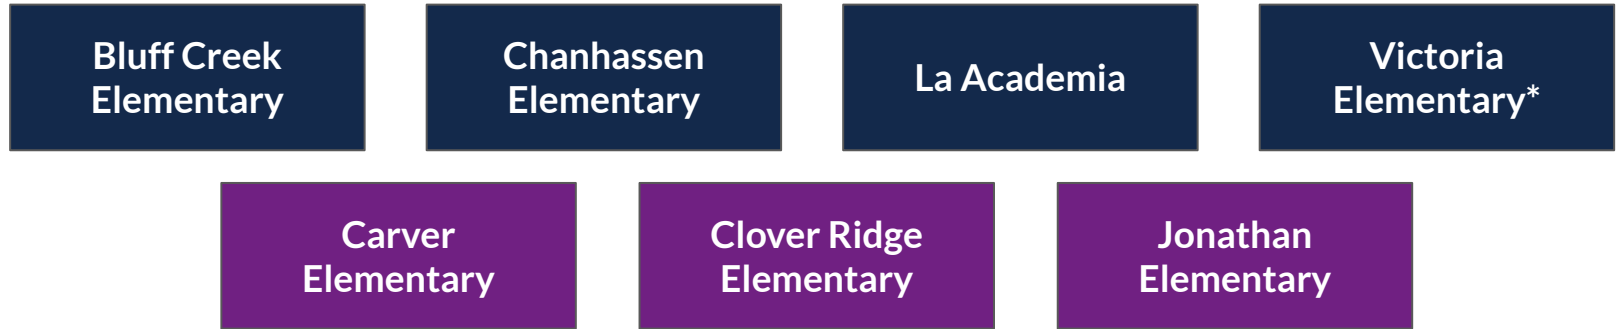 Bluff Creek
Elementary
Chanhassen
Elementary
La Academia
Victoria
Elementary*
Carver
Elementary
Clover Ridge
Elementary
Jonathan
Elementary